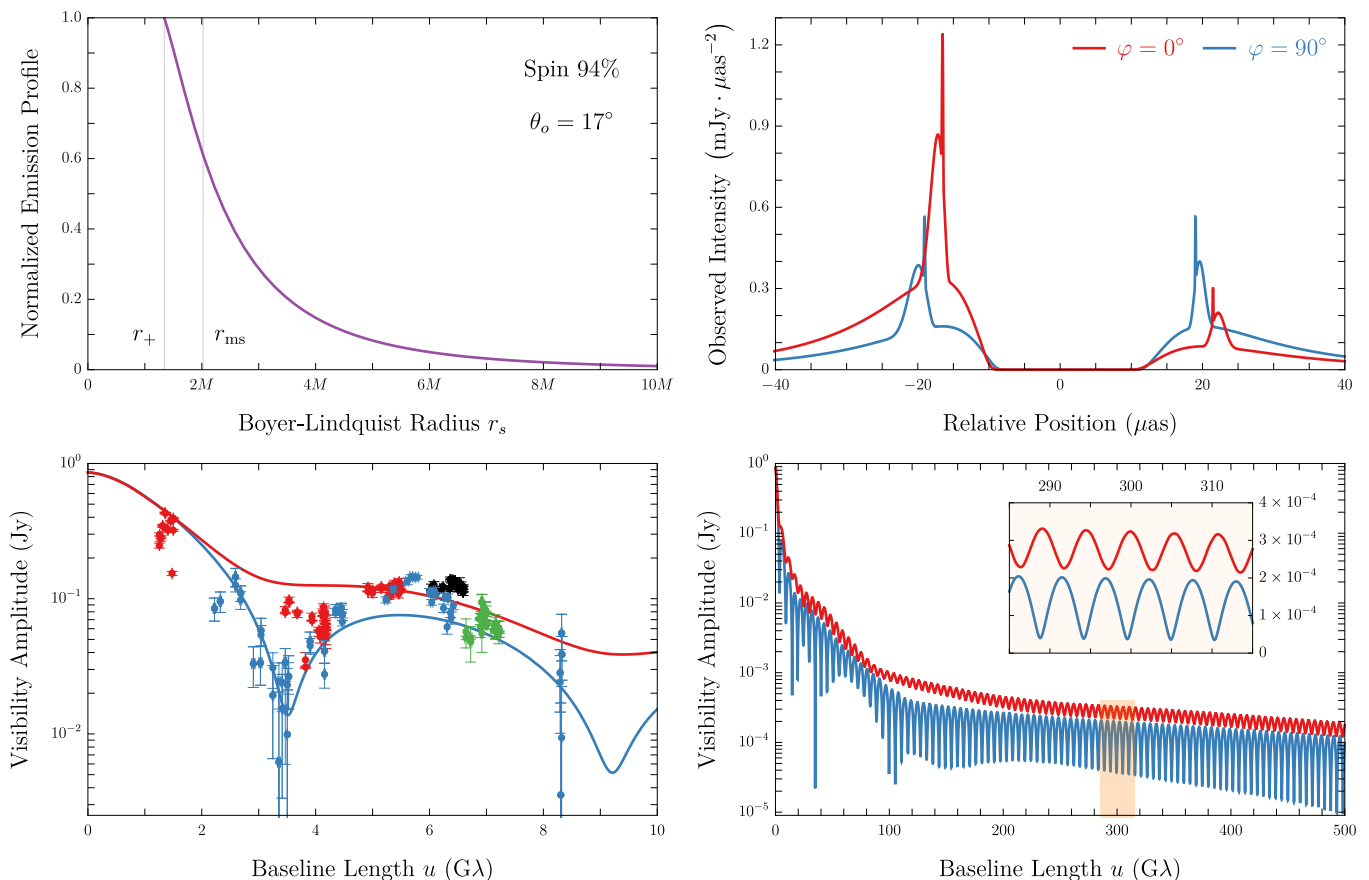 Normalized Emission Profile
1.0
0.8
0.6
0.4
0.2
0
Spin 94%
θₒ = 17°
r₊
r_ms
0 2M 4M 6M 8M 10M
Boyer-Lindquist Radius rₛ
Observed Intensity (mJy · μas⁻²)
1.2
0.9
0.6
0.3
0
φ = 0° φ = 90°
−40 −20 0 20 40
Relative Position (μas)
Visibility Amplitude (Jy)
10⁰
10⁻¹
10⁻²
0 2 4 6 8 10
Baseline Length u (Gλ)
Visibility Amplitude (Jy)
10⁰
10⁻¹
10⁻²
10⁻³
10⁻⁴
10⁻⁵
290 300 310
4 × 10⁻⁴
3 × 10⁻⁴
2 × 10⁻⁴
1 × 10⁻⁴
0
0 100 200 300 400 500
Baseline Length u (Gλ)